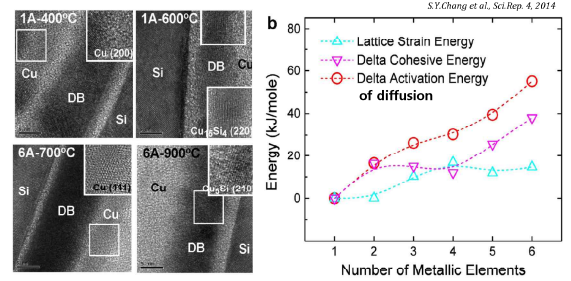 S.Y.Chang et al., Sci.Rep. 4, 2014
1A-400°C
Cu (200)
Cu
DB
Si
1A-600°C
Si
DB
Cu
Cu15Si4 (220)
6A-700°C
Cu (111)
Si
Cu
DB
6A-900°C
Cu
DB
Si
b
Lattice Strain Energy
Delta Cohesive Energy
Delta Activation Energy
of diffusion
Energy (kJ/mole)
80
60
40
20
0
1 2 3 4 5 6
Number of Metallic Elements